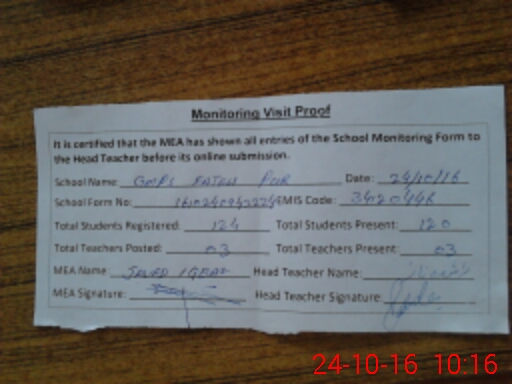 Monitoring Visit Proof
It is certified that the MEA has shown all entries of the School Monitoring Form to
the Head Teacher before its online submission.
School Name: GMPS FATEH PUR Date: 24/10/16
School Form No: EMIS Code:
Total Students Registered: 124 Total Students Present: 120
Total Teachers Posted: 03 Total Teachers Present: 03
MEA Name: JAVED IQBAL Head Teacher Name:
MEA Signature: Head Teacher Signature:
24-10-16 10:16